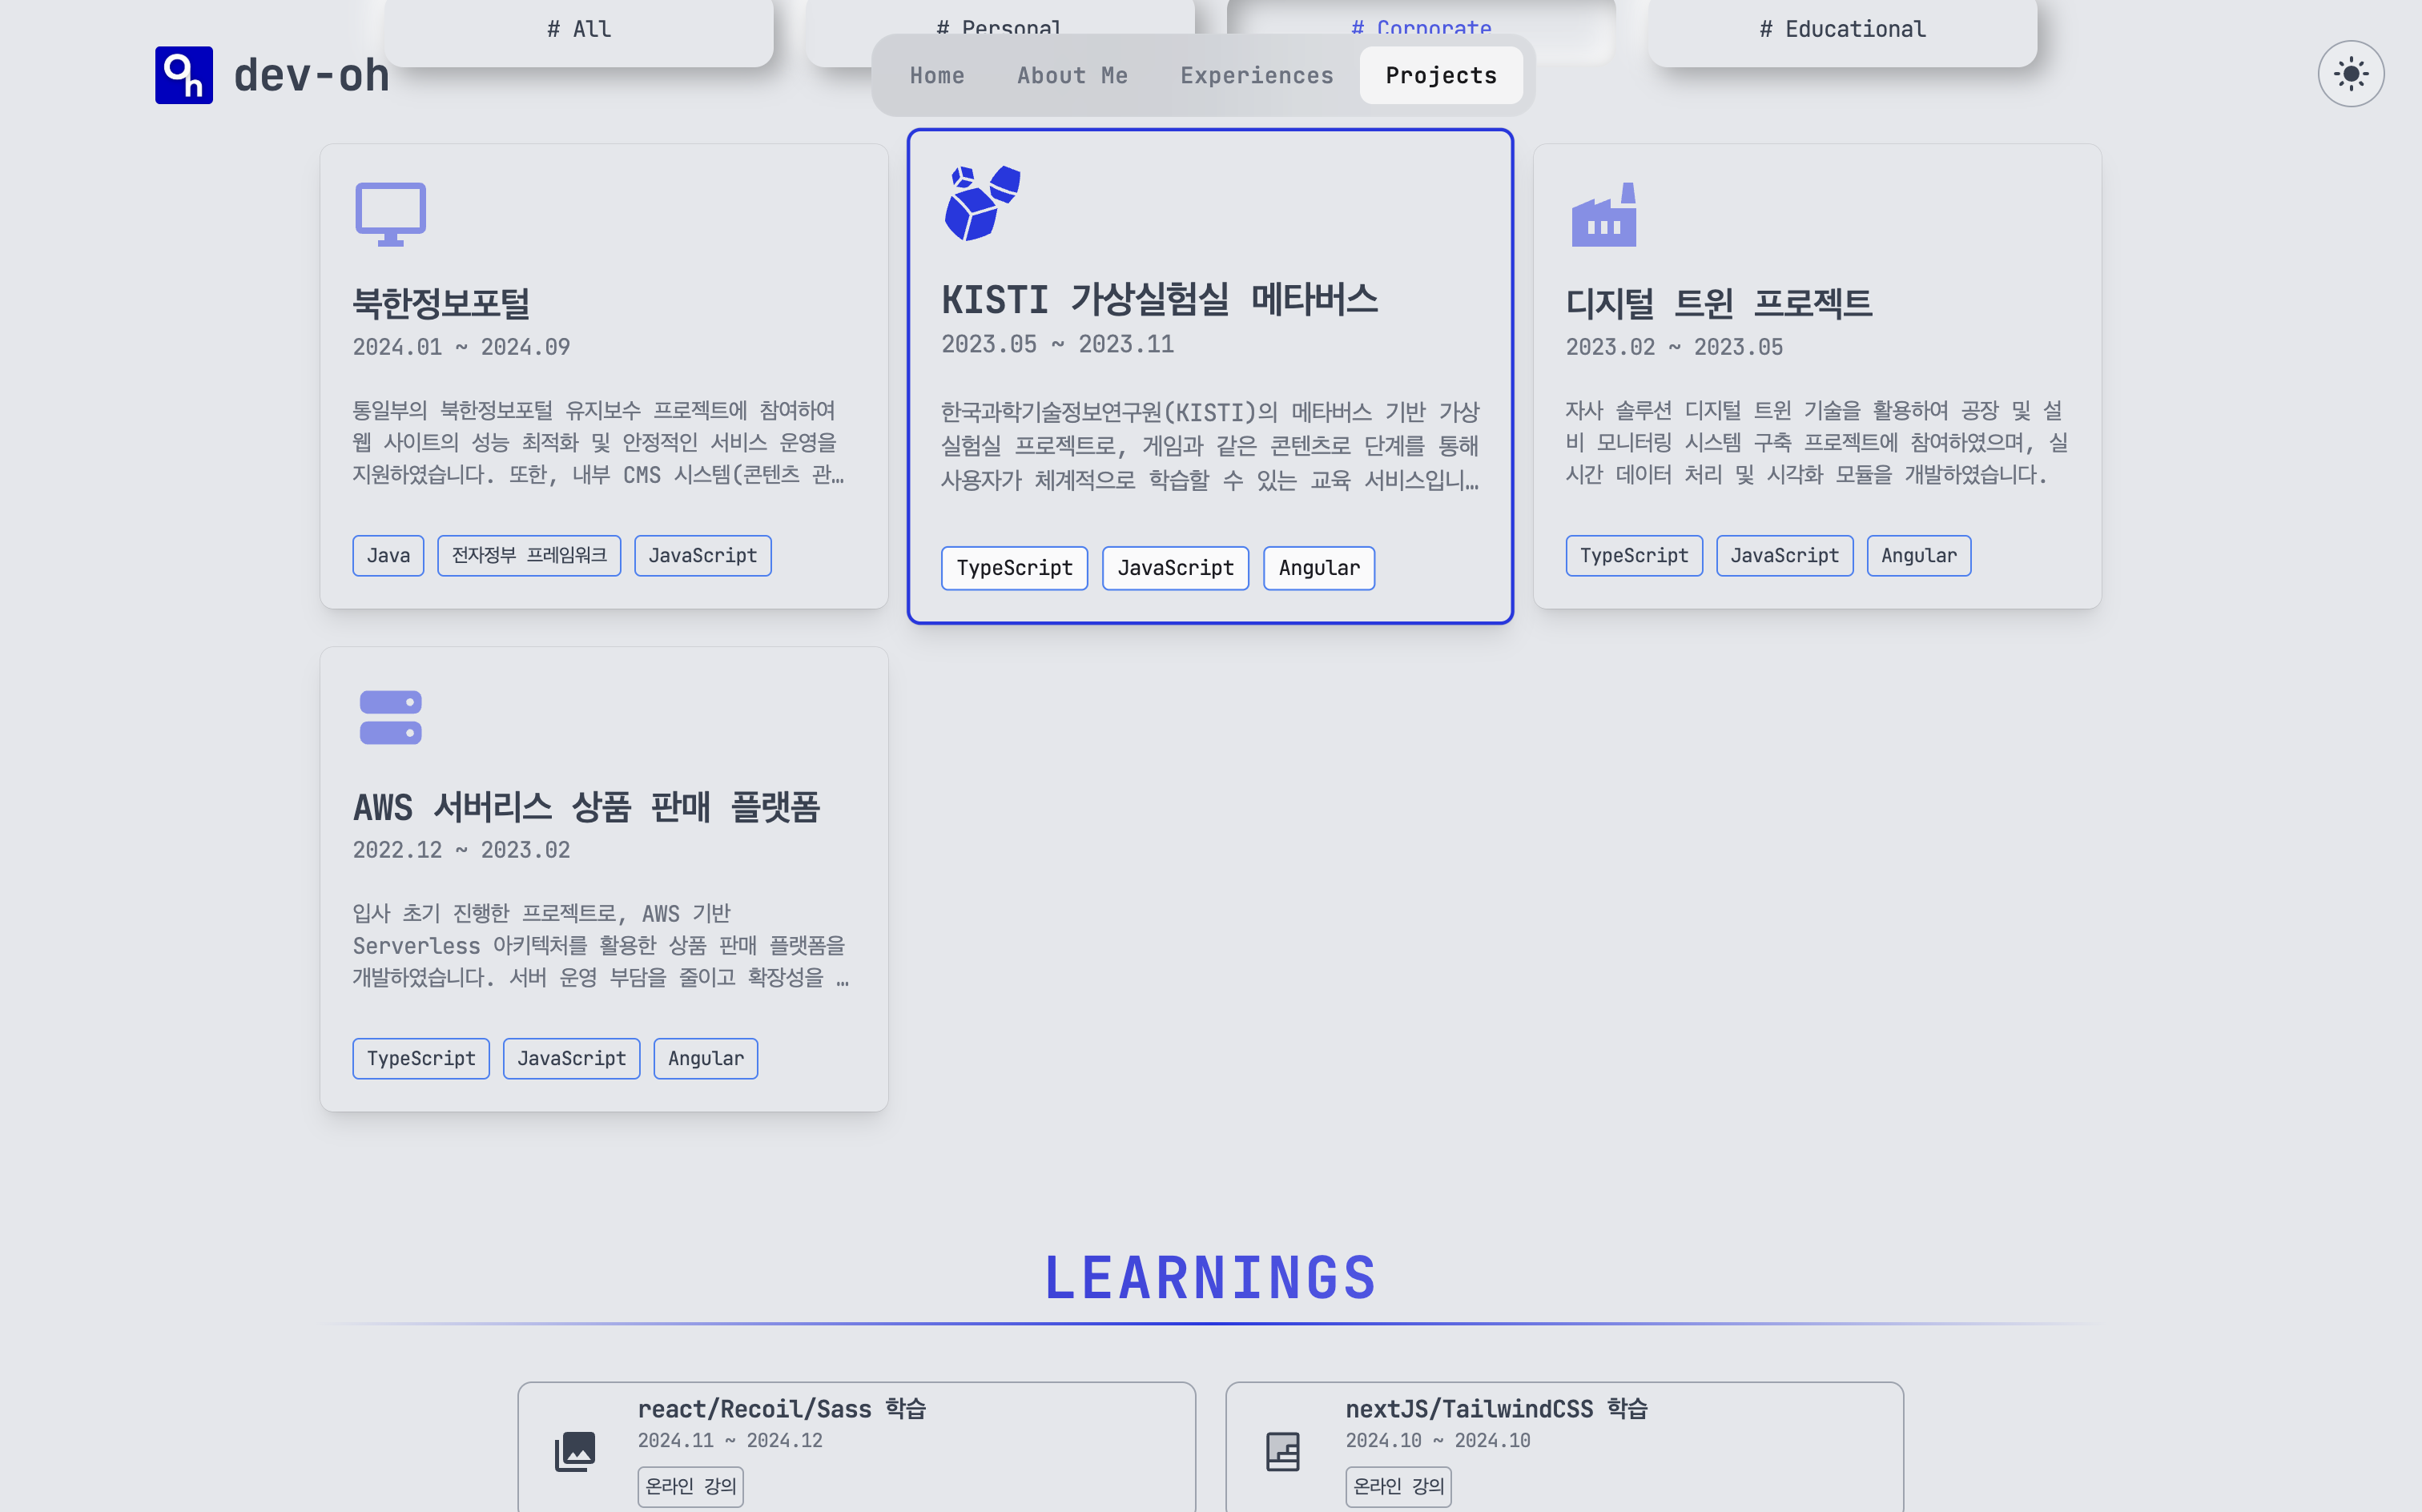 # All
# Personal
# Corporate
# Educational
dev-oh
Home
About Me
Experiences
Projects
북한정보포털
2024.01 ~ 2024.09
통일부의 북한정보포털 유지보수 프로젝트에 참여하여
웹 사이트의 성능 최적화 및 안정적인 서비스 운영을
지원하였습니다. 또한, 내부 CMS 시스템(콘텐츠 관…
Java
전자정부 프레임워크
JavaScript
KISTI 가상실험실 메타버스
2023.05 ~ 2023.11
한국과학기술정보연구원(KISTI)의 메타버스 기반 가상
실험실 프로젝트로, 게임과 같은 콘텐츠로 단계를 통해
사용자가 체계적으로 학습할 수 있는 교육 서비스입니…
TypeScript
JavaScript
Angular
디지털 트윈 프로젝트
2023.02 ~ 2023.05
자사 솔루션 디지털 트윈 기술을 활용하여 공장 및 설
비 모니터링 시스템 구축 프로젝트에 참여하였으며, 실
시간 데이터 처리 및 시각화 모듈을 개발하였습니다.
TypeScript
JavaScript
Angular
AWS 서버리스 상품 판매 플랫폼
2022.12 ~ 2023.02
입사 초기 진행한 프로젝트로, AWS 기반
Serverless 아키텍처를 활용한 상품 판매 플랫폼을
개발하였습니다. 서버 운영 부담을 줄이고 확장성을 …
TypeScript
JavaScript
Angular
LEARNINGS
react/Recoil/Sass 학습
2024.11 ~ 2024.12
온라인 강의
nextJS/TailwindCSS 학습
2024.10 ~ 2024.10
온라인 강의